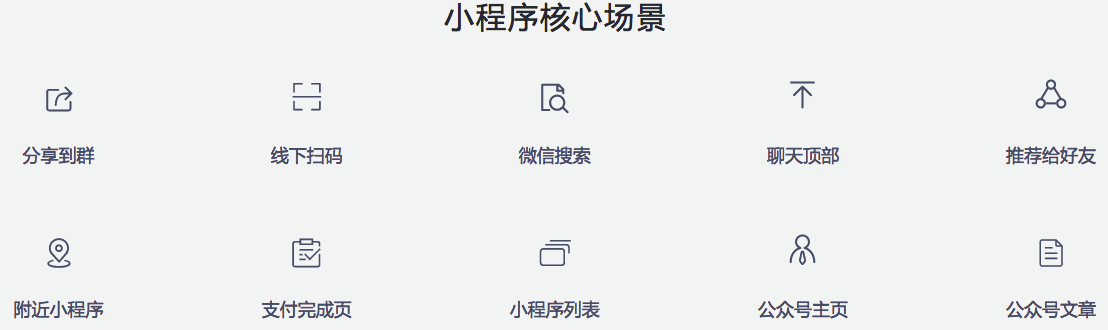 小程序核心场景
分享到群
线下扫码
微信搜索
聊天顶部
推荐给好友
附近小程序
支付完成页
小程序列表
公众号主页
公众号文章